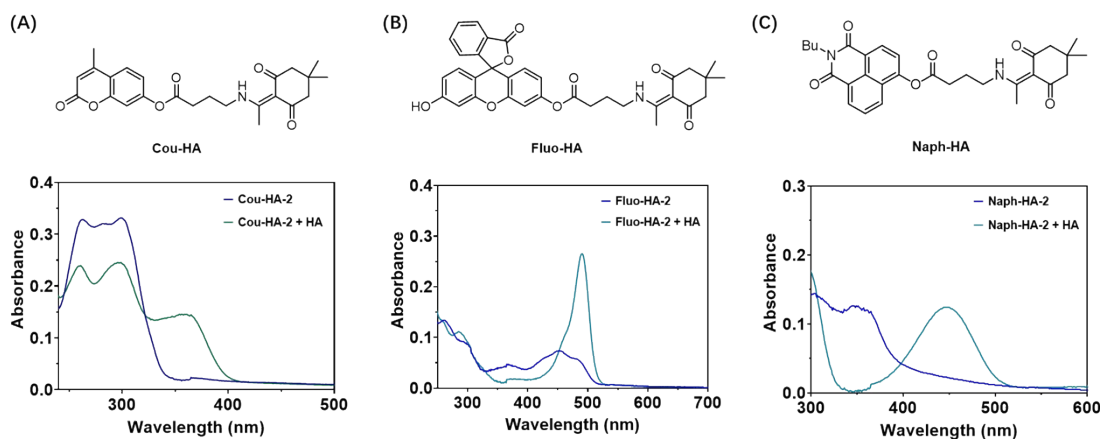 (A)
(B)
(C)
O
O
O
O
O
H
N
O
O
Cou-HA
O
O
HO
O
O
O
H
N
O
O
Fluo-HA
Bu
N
O
O
O
O
H
N
O
O
Naph-HA
0.4
0.3
0.2
0.1
0.0
Absorbance
Cou-HA-2
Cou-HA-2 + HA
300 400 500
Wavelength (nm)
0.4
0.3
0.2
0.1
0.0
Absorbance
Fluo-HA-2
Fluo-HA-2 + HA
300 400 500 600 700
Wavelength (nm)
0.3
0.2
0.1
0.0
Absorbance
Naph-HA-2
Naph-HA-2 + HA
300 400 500 600
Wavelength (nm)